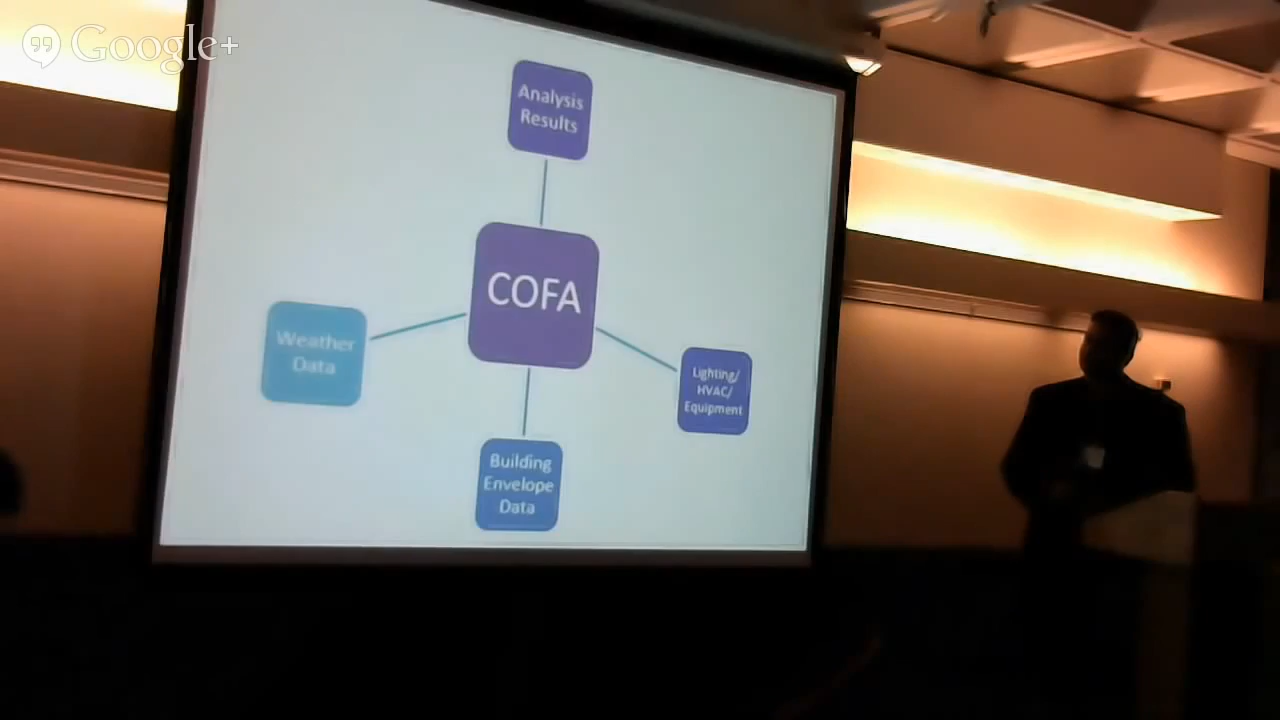 Google+
Analysis
Results
COFA
Weather
Data
Lighting/
HVAC/
Equipment
Building
Envelope
Data